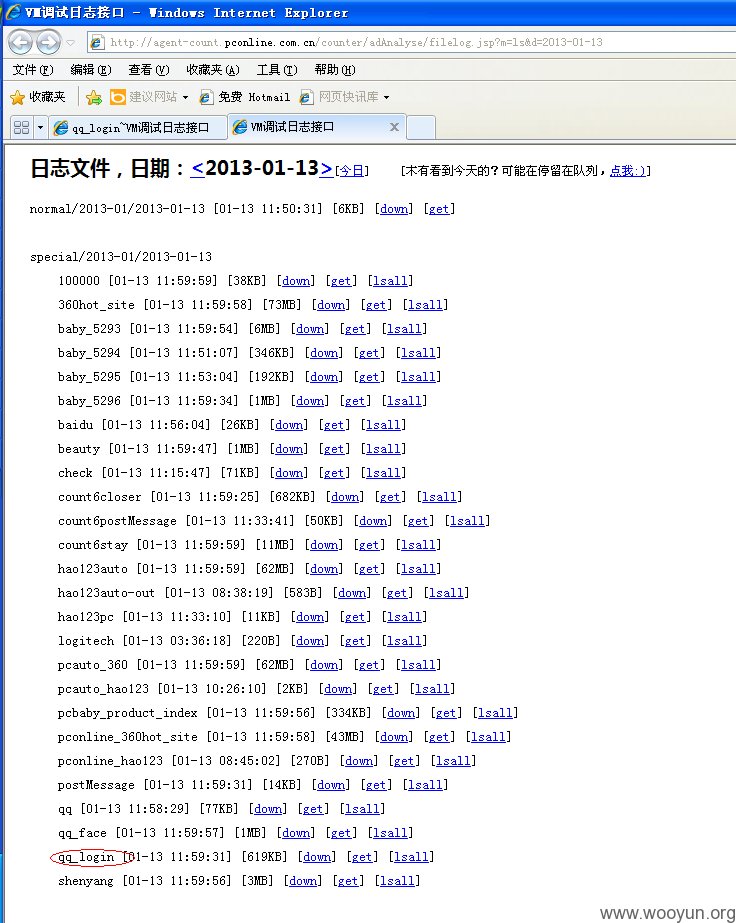 VM调试日志接口 - Windows Internet Explorer
http://agent-count.pconline.com.cn/counter/adAnalyse/filelog.jsp?m=ls&d=2013-01-13
文件(F) 编辑(E) 查看(V) 收藏夹(A) 工具(T) 帮助(H)
收藏夹 建议网站 免费 Hotmail 网页快讯库
qq_login~VM调试日志接口 VM调试日志接口 X
日志文件，日期：<2013-01-13>[今日] [木有看到今天的？可能在停留在队列，点我:)]
normal/2013-01/2013-01-13 [01-13 11:50:31] [6KB] [down] [get]
special/2013-01/2013-01-13
100000 [01-13 11:59:59] [38KB] [down] [get] [lsall]
360hot_site [01-13 11:59:58] [73MB] [down] [get] [lsall]
baby_5293 [01-13 11:59:54] [6MB] [down] [get] [lsall]
baby_5294 [01-13 11:51:07] [346KB] [down] [get] [lsall]
baby_5295 [01-13 11:53:04] [192KB] [down] [get] [lsall]
baby_5296 [01-13 11:59:34] [1MB] [down] [get] [lsall]
baidu [01-13 11:56:04] [26KB] [down] [get] [lsall]
beauty [01-13 11:59:47] [1MB] [down] [get] [lsall]
check [01-13 11:15:47] [71KB] [down] [get] [lsall]
count6closer [01-13 11:59:25] [682KB] [down] [get] [lsall]
count6postMessage [01-13 11:33:41] [50KB] [down] [get] [lsall]
count6stay [01-13 11:59:59] [11MB] [down] [get] [lsall]
hao123auto [01-13 11:59:59] [62MB] [down] [get] [lsall]
hao123auto-out [01-13 08:38:19] [583B] [down] [get] [lsall]
hao123pc [01-13 11:33:10] [11KB] [down] [get] [lsall]
logitech [01-13 03:36:18] [220B] [down] [get] [lsall]
pcauto_360 [01-13 11:59:59] [62MB] [down] [get] [lsall]
pcauto_hao123 [01-13 10:26:10] [2KB] [down] [get] [lsall]
pcbaby_product_index [01-13 11:59:56] [334KB] [down] [get] [lsall]
pconline_360hot_site [01-13 11:59:58] [43MB] [down] [get] [lsall]
pconline_hao123 [01-13 08:45:02] [270B] [down] [get] [lsall]
postMessage [01-13 11:59:31] [14KB] [down] [get] [lsall]
qq [01-13 11:58:29] [77KB] [down] [get] [lsall]
qq_face [01-13 11:59:57] [1MB] [down] [get] [lsall]
qq_login [01-13 11:59:31] [619KB] [down] [get] [lsall]
shenyang [01-13 11:59:56] [3MB] [down] [get] [lsall]
www.wooyun.org